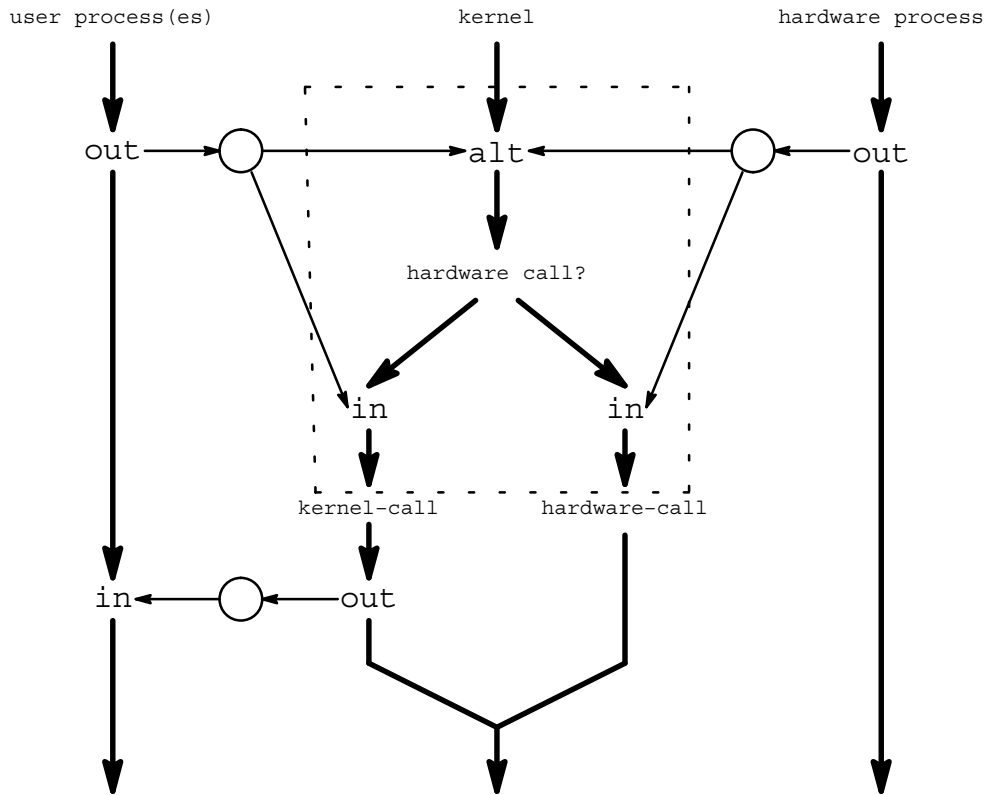 user process(es)
kernel
hardware process
out
alt
out
hardware call?
in
in
kernel-call
hardware-call
in
out